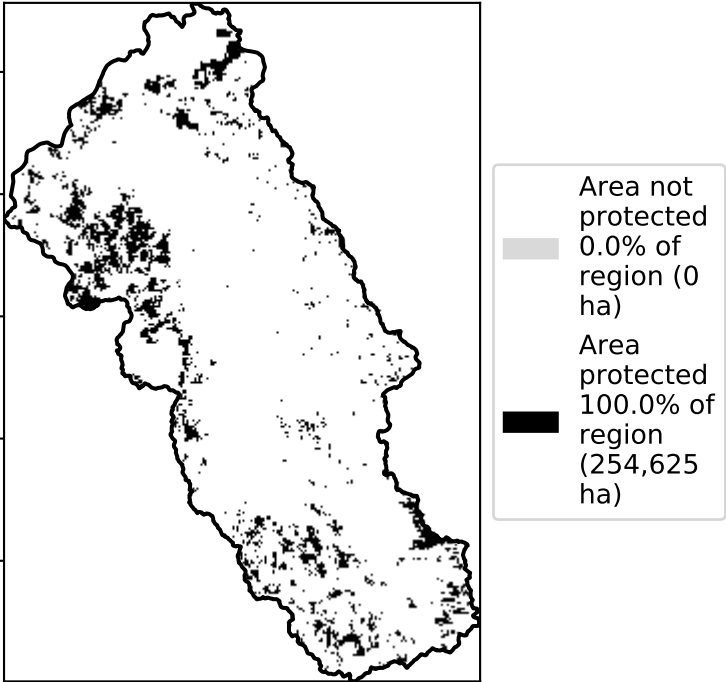 Area not
protected
0.0% of
region (0
ha)
Area
protected
100.0% of
region
(254,625
ha)